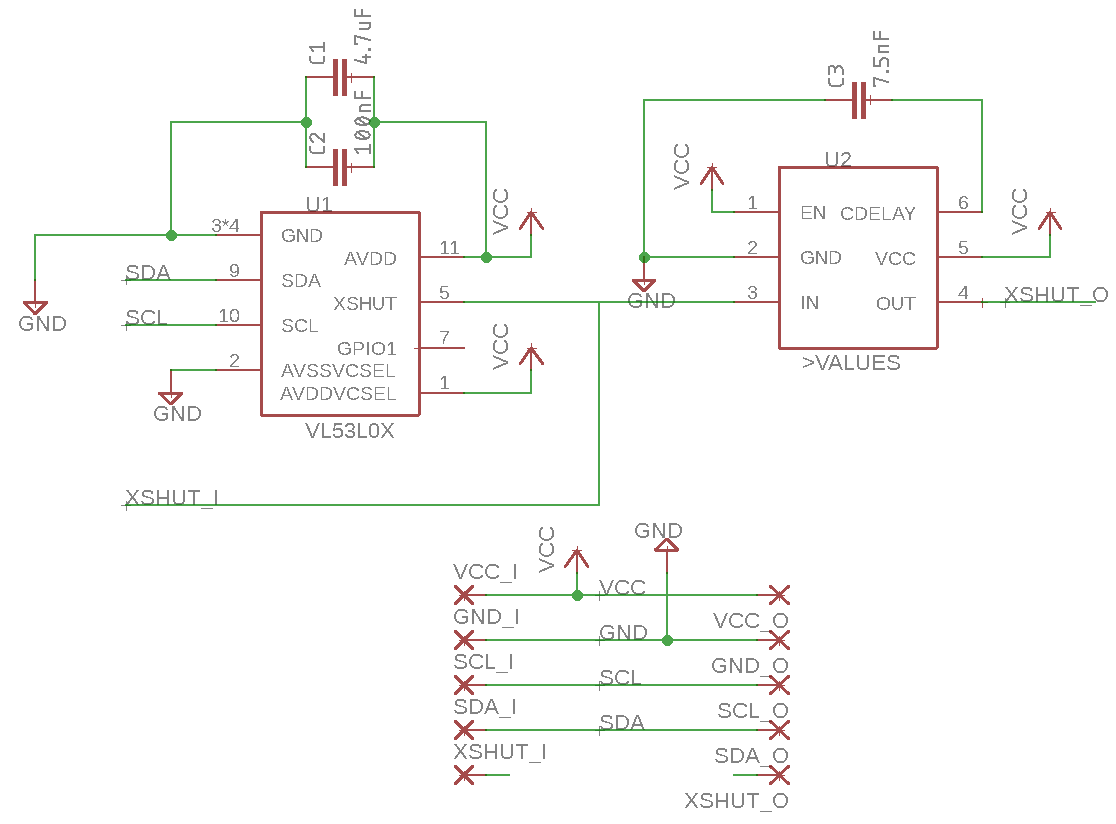 C1
4.7uF
C2
100nF
U1
3*4
GND
SDA
9
SDA
SCL
10
SCL
GND
2
AVSSVCSEL
GND
AVDDVCSEL
VL53L0X
AVDD
11
VCC
XSHUT
5
GPIO1
7
VCC
1
XSHUT_I
C3
7.5nF
U2
VCC
1
EN
CDELAY
6
VCC
2
GND
VCC
5
GND
3
IN
OUT
4
XSHUT_O
>VALUES
VCC
GND
VCC_I
VCC
VCC_O
GND_I
GND
GND_O
SCL_I
SCL
SCL_O
SDA_I
SDA
SDA_O
XSHUT_I
XSHUT_O